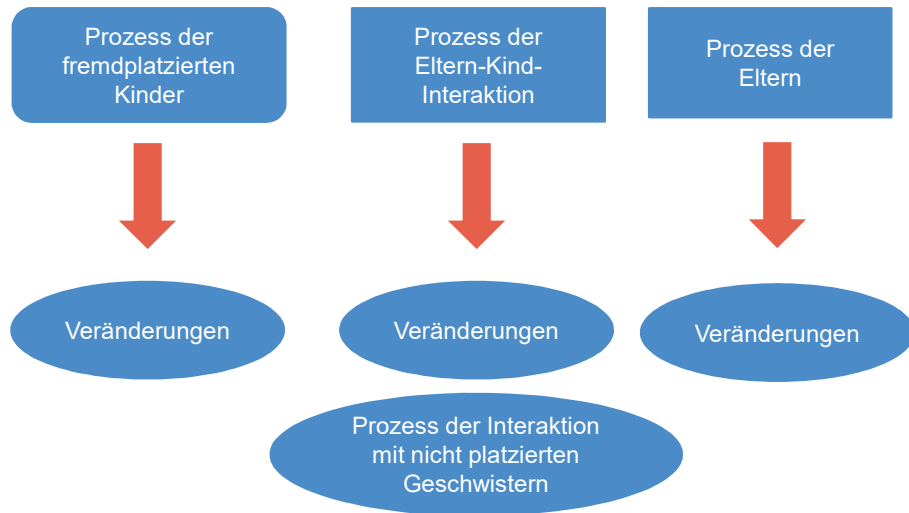 Prozess der
fremdplatzierten
Kinder
Prozess der
Eltern-Kind-
Interaktion
Prozess der
Eltern
Veränderungen
Veränderungen
Veränderungen
Prozess der Interaktion
mit nicht platzierten
Geschwistern